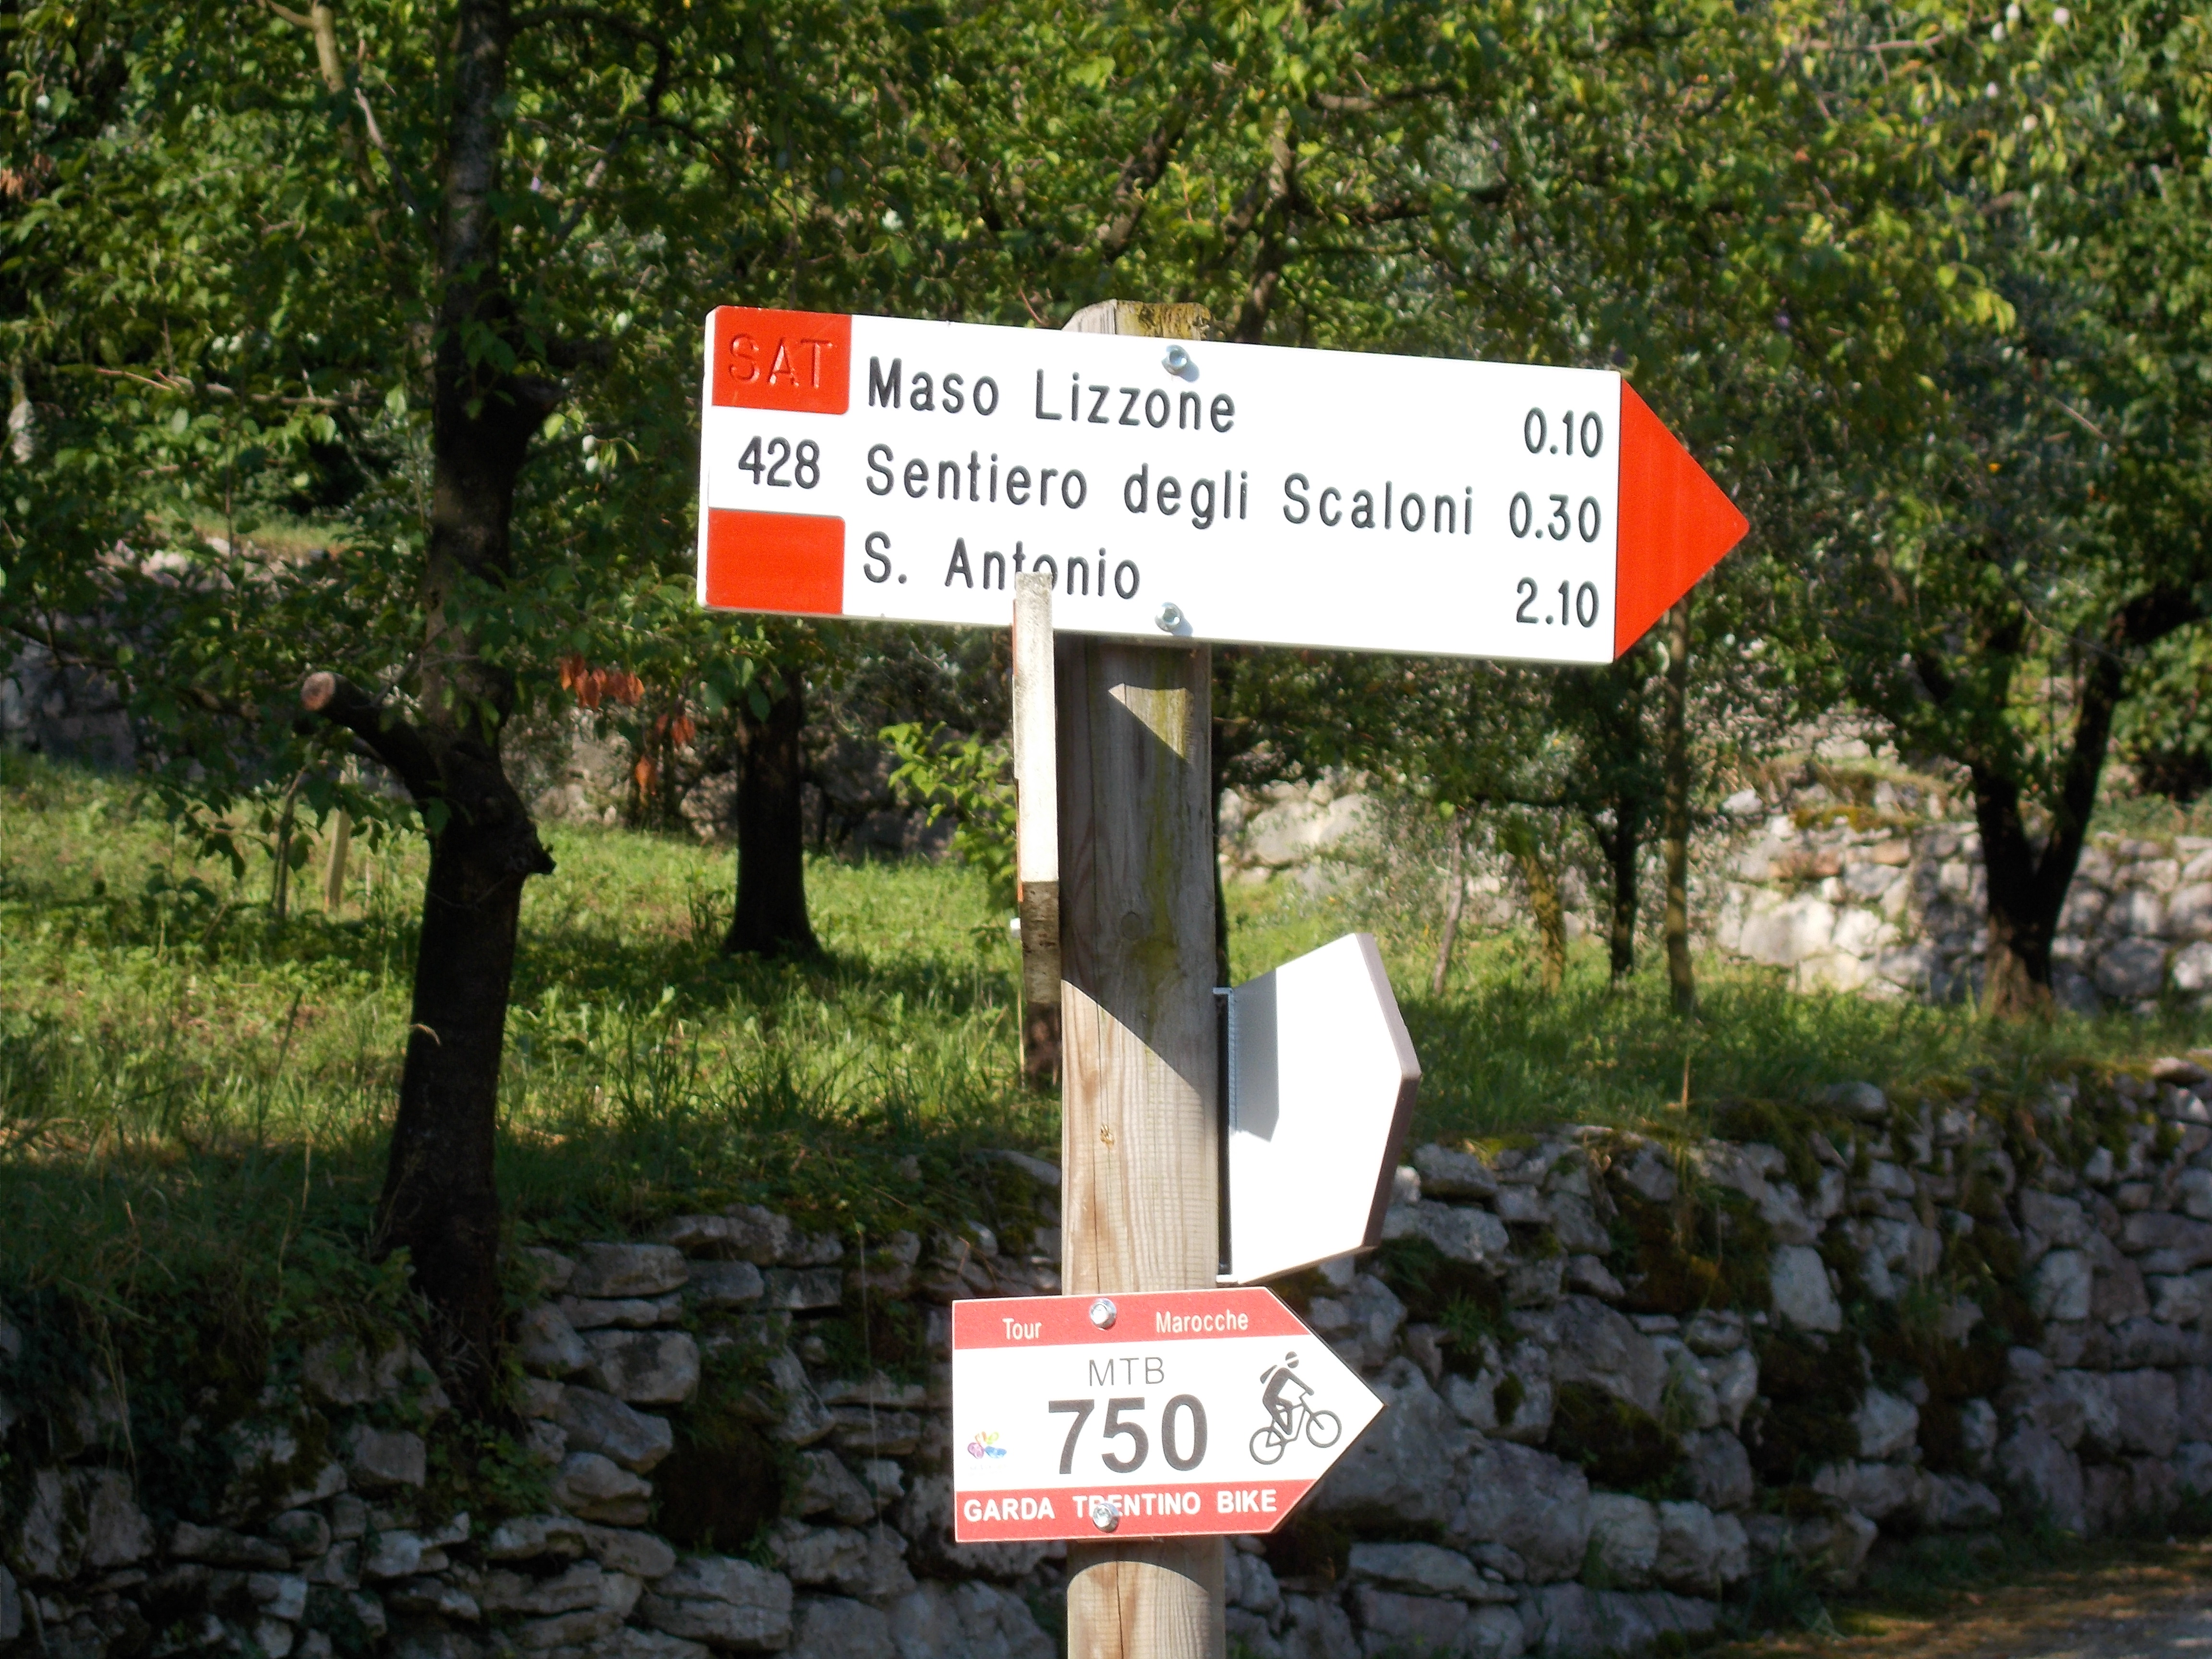 SAT
Maso Lizzone 0.10
428 Sentiero degli Scaloni 0.30
S. Antonio 2.10
Tour Marocche
MTB
750
GARDA TRENTINO BIKE